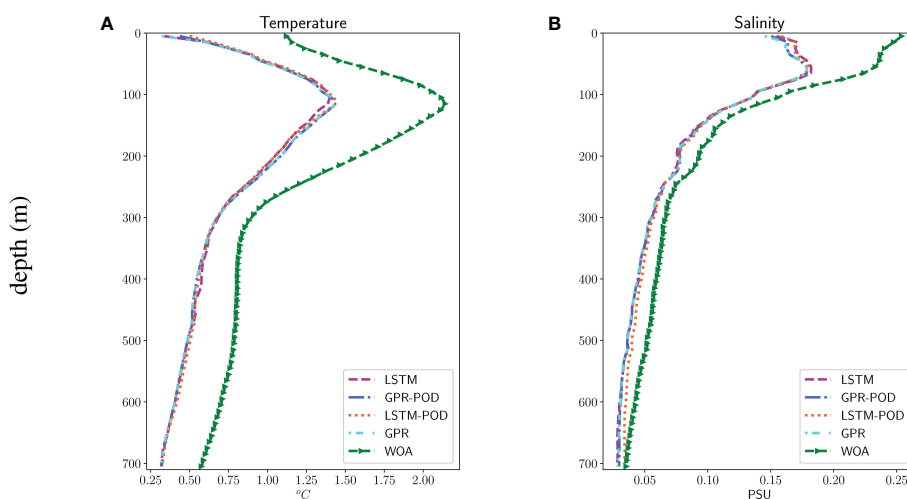 A
Temperature
0
100
200
300
400
500
600
700
depth (m)
0.25 0.50 0.75 1.00 1.25 1.50 1.75 2.00
°C
LSTM
GPR-POD
LSTM-POD
GPR
WOA
B
Salinity
0
100
200
300
400
500
600
700
0.05 0.10 0.15 0.20 0.25
PSU
LSTM
GPR-POD
LSTM-POD
GPR
WOA